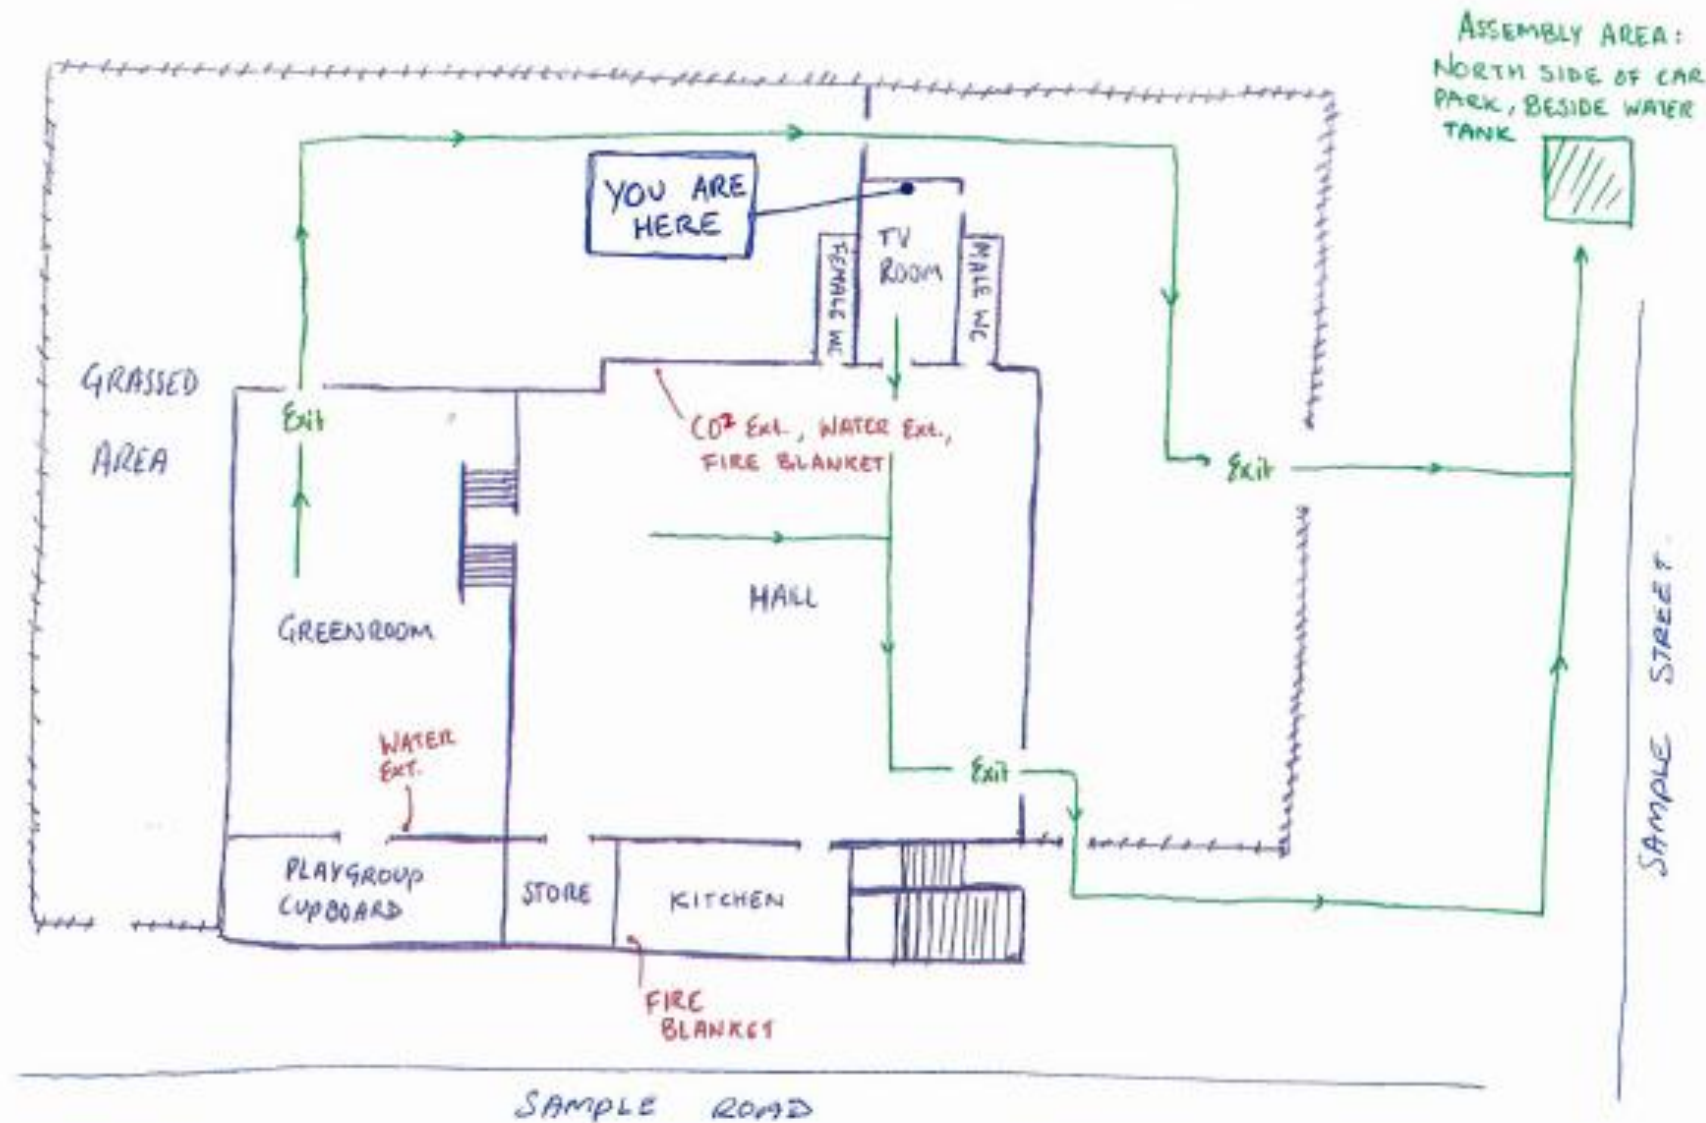 ASSEMBLY AREA:
NORTH SIDE OF CAR
PARK, BESIDE WATER
TANK
YOU ARE
HERE
TV
ROOM
FEMALE WC
MALE WC
GRASSED
AREA
Exit
CO² Ext., WATER Ext.,
FIRE BLANKET
Exit
HALL
GREENROOM
WATER
EXT.
Exit
PLAYGROUP
CUPBOARD
STORE
KITCHEN
FIRE
BLANKET
SAMPLE STREET.
SAMPLE ROAD